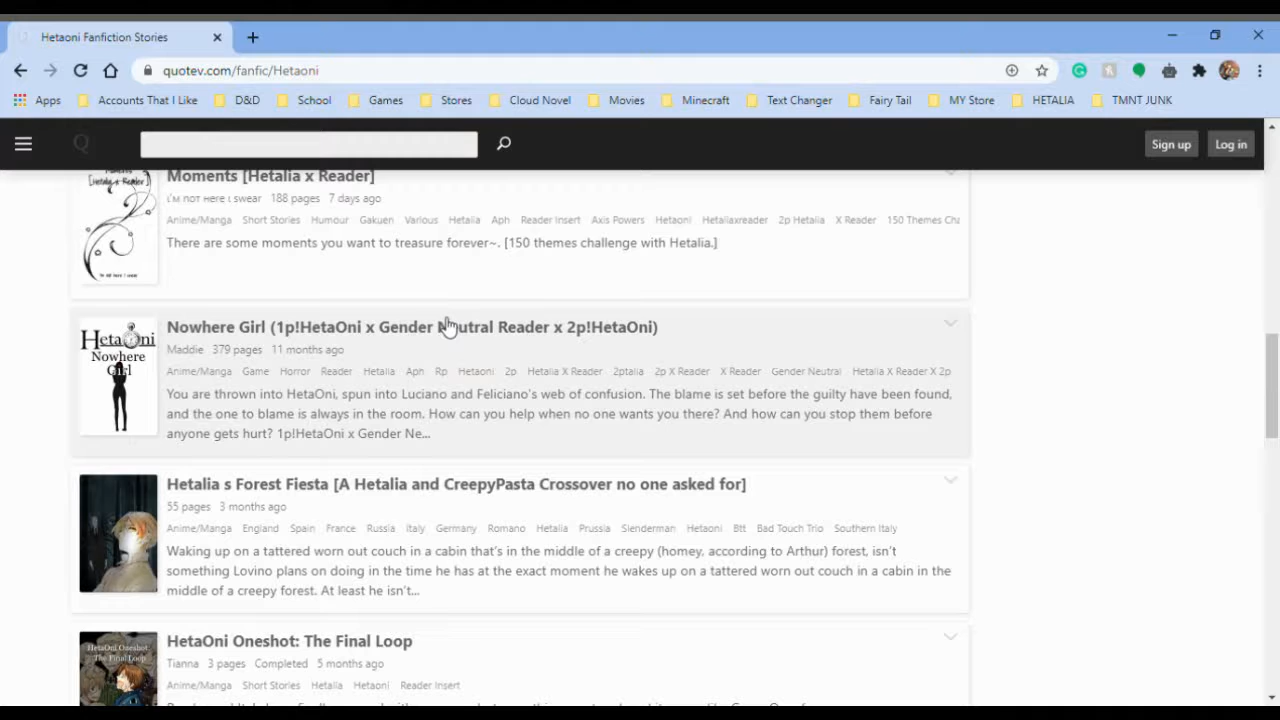 Hetaoni Fanfiction Stories
quotev.com/fanfic/Hetaoni
Apps Accounts That I Like D&D School Games Stores Cloud Novel Movies Minecraft Text Changer Fairy Tail MY Store HETALIA TMNT JUNK
Q Sign up Log in
Moments [Hetalia x Reader]
i'м noт нere ι ѕwear 188 pages 7 days ago
Anime/Manga Short Stories Humour Gakuen Various Hetalia Aph Reader Insert Axis Powers Hetaoni Hetaliaxreader 2p Hetalia X Reader 150 Themes Cha
There are some moments you want to treasure forever~. [150 themes challenge with Hetalia.]
Nowhere Girl (1p!HetaOni x Gender Neutral Reader x 2p!HetaOni)
HetaOni
Nowhere
Girl
Maddie 379 pages 11 months ago
Anime/Manga Game Horror Reader Hetalia Aph Rp Hetaoni 2p Hetalia X Reader 2ptalia 2p X Reader X Reader Gender Neutral Hetalia X Reader X 2p
You are thrown into HetaOni, spun into Luciano and Feliciano's web of confusion. The blame is set before the guilty have been found,
and the one to blame is always in the room. How can you help when no one wants you there? And how can you stop them before
anyone gets hurt? 1p!HetaOni x Gender Ne...
Hetalia s Forest Fiesta [A Hetalia and CreepyPasta Crossover no one asked for]
55 pages 3 months ago
Anime/Manga England Spain France Russia Italy Germany Romano Hetalia Prussia Slenderman Hetaoni Btt Bad Touch Trio Southern Italy
Waking up on a tattered worn out couch in a cabin that's in the middle of a creepy (homey, according to Arthur) forest, isn't
something Lovino plans on doing in the time he has at the exact moment he wakes up on a tattered worn out couch in a cabin in the
middle of a creepy forest. At least he isn't...
HetaOni Oneshot: The Final Loop
HetaOni Oneshot:
The Final Loop
Tianna 3 pages Completed 5 months ago
Anime/Manga Short Stories Hetalia Hetaoni Reader Insert